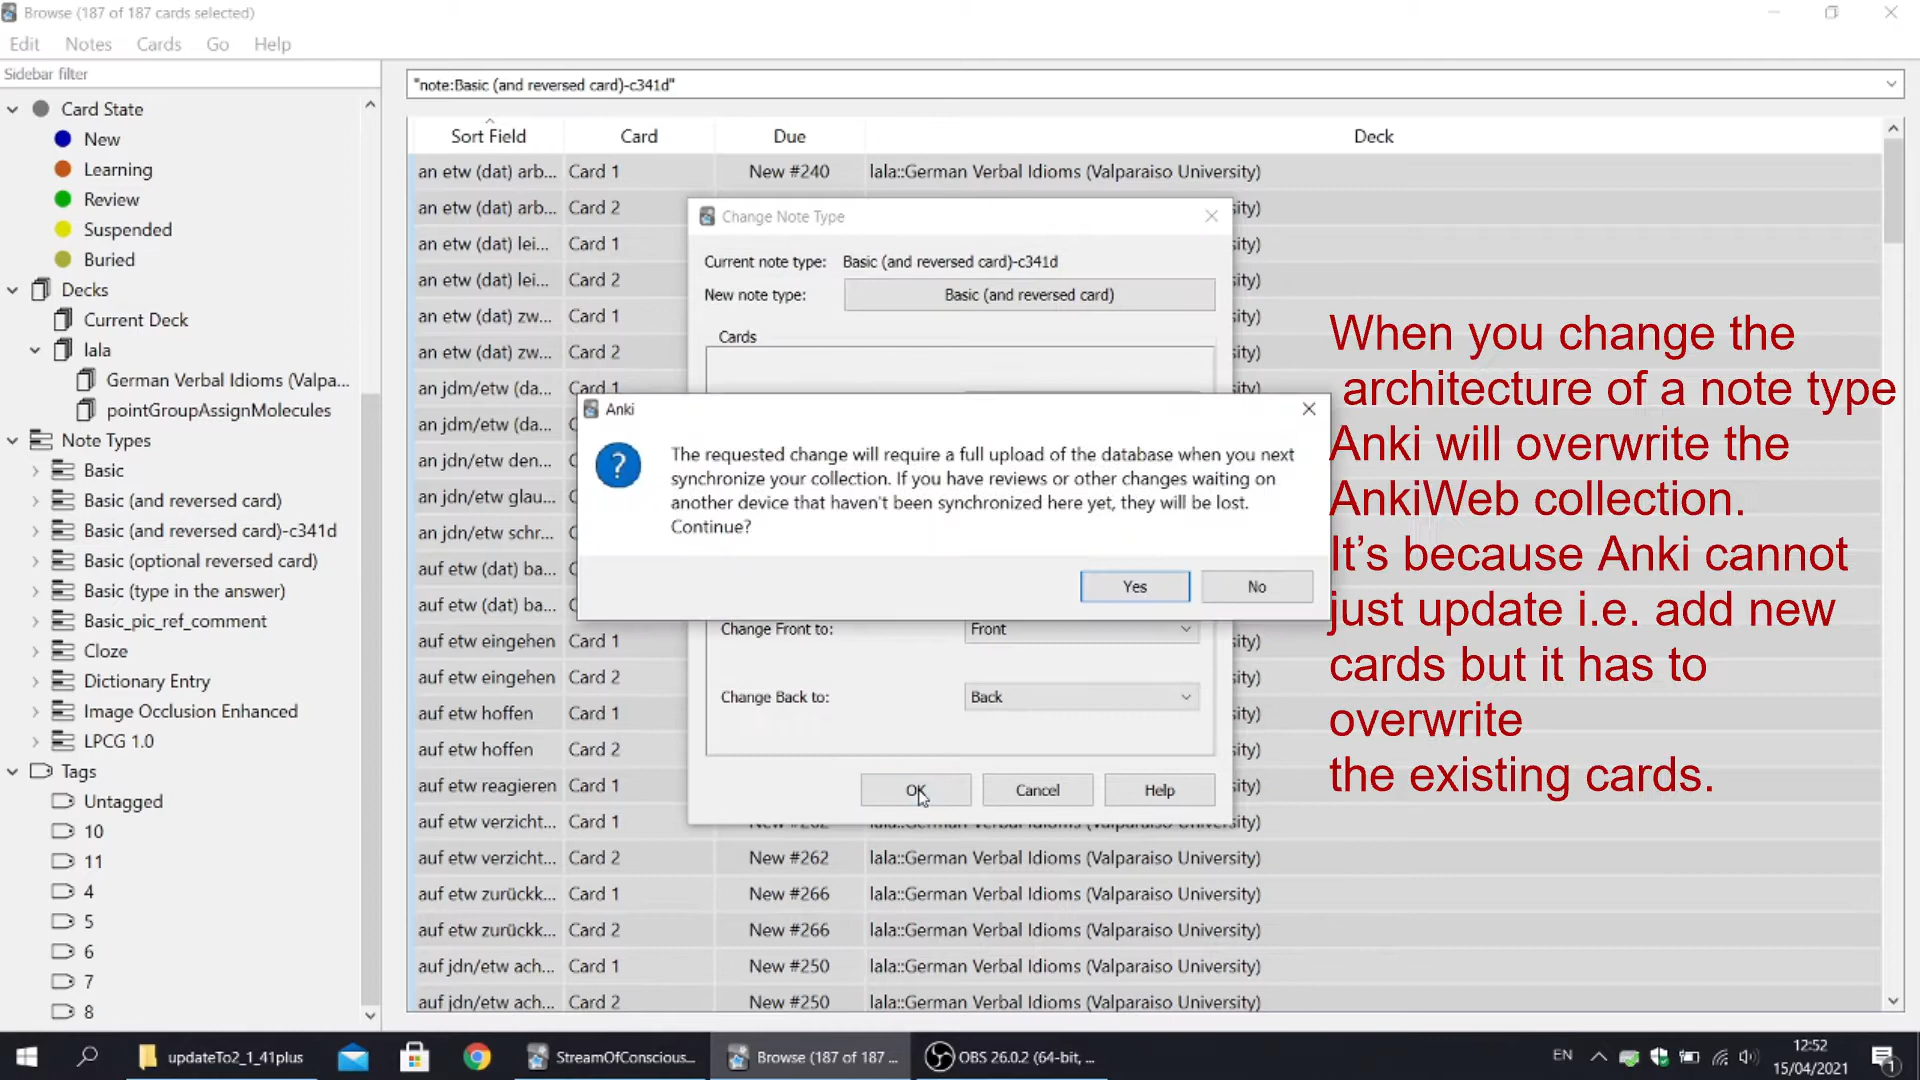 Browse (187 of 187 cards selected)
Edit Notes Cards Go Help
Sidebar filter
Card State
New
Learning
Review
Suspended
Buried
Decks
Current Deck
lala
German Verbal Idioms (Valpa...
pointGroupAssignMolecules
Note Types
Basic
Basic (and reversed card)
Basic (and reversed card)-c341d
Basic (optional reversed card)
Basic (type in the answer)
Basic_pic_ref_comment
Cloze
Dictionary Entry
Image Occlusion Enhanced
LPCG 1.0
Tags
Untagged
10
11
4
5
6
7
8
"note:Basic (and reversed card)-c341d"
Sort Field Card Due Deck
an etw (dat) arb... Card 1 New #240 lala::German Verbal Idioms (Valparaiso University)
an etw (dat) arb... Card 2 ity)
an etw (dat) lei... Card 1 ity)
an etw (dat) lei... Card 2 ity)
an etw (dat) zw... Card 1 ity)
an etw (dat) zw... Card 2 ity)
an jdm/etw (da... Card 1
an jdm/etw (da...
an jdn/etw den...
an jdn/etw glau...
an jdn/etw schr...
auf etw (dat) ba...
auf etw (dat) ba...
auf etw eingehen Card 1 ity)
auf etw eingehen Card 2 ity)
auf etw hoffen Card 1 ity)
auf etw hoffen Card 2 ity)
auf etw reagieren Card 1 ity)
auf etw verzicht... Card 1 New #262 lala::German Verbal Idioms (Valparaiso University)
auf etw verzicht... Card 2 New #262 lala::German Verbal Idioms (Valparaiso University)
auf etw zurückk... Card 1 New #266 lala::German Verbal Idioms (Valparaiso University)
auf etw zurückk... Card 2 New #266 lala::German Verbal Idioms (Valparaiso University)
auf jdn/etw ach... Card 1 New #250 lala::German Verbal Idioms (Valparaiso University)
auf jdn/etw ach... Card 2 New #250 lala::German Verbal Idioms (Valparaiso University)
Change Note Type
Current note type: Basic (and reversed card)-c341d
New note type: Basic (and reversed card)
Cards
Anki
The requested change will require a full upload of the database when you next
synchronize your collection. If you have reviews or other changes waiting on
another device that haven't been synchronized here yet, they will be lost.
Continue?
Yes No
Change Front to: Front
Change Back to: Back
OK Cancel Help
When you change the
architecture of a note type
Anki will overwrite the
AnkiWeb collection.
It's because Anki cannot
just update i.e. add new
cards but it has to
overwrite
the existing cards.
updateTo2_1_41plus StreamOfConscious... Browse (187 of 187 ... OBS 26.0.2 (64-bit, ... EN 12:52
15/04/2021 1